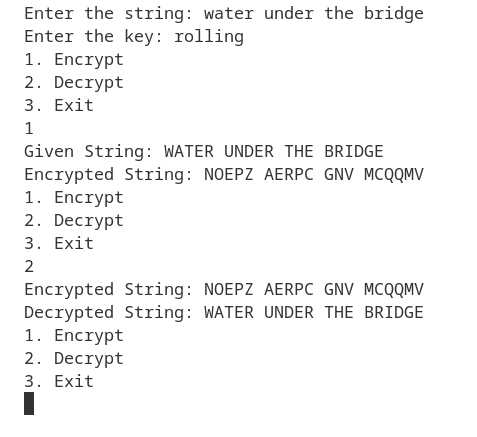 Enter the string: water under the bridge
Enter the key: rolling
1. Encrypt
2. Decrypt
3. Exit
1
Given String: WATER UNDER THE BRIDGE
Encrypted String: NOEPZ AERPC GNV MCQQMV
1. Encrypt
2. Decrypt
3. Exit
2
Encrypted String: NOEPZ AERPC GNV MCQQMV
Decrypted String: WATER UNDER THE BRIDGE
1. Encrypt
2. Decrypt
3. Exit